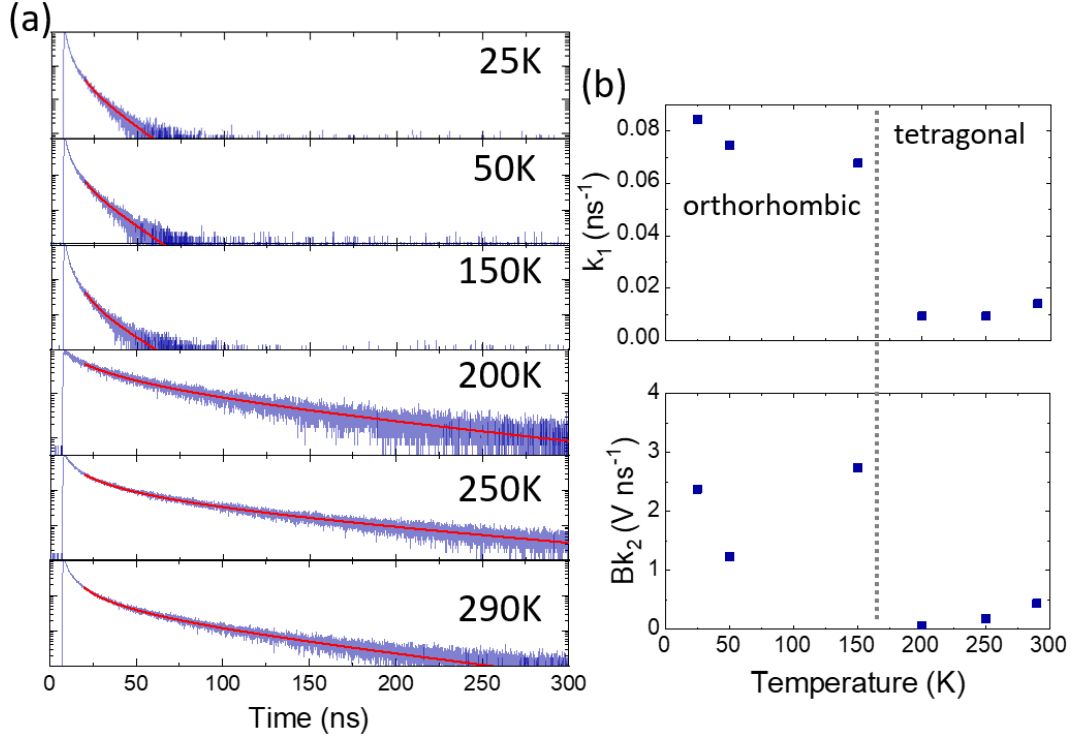 (a)
25K
50K
150K
200K
250K
290K
0 50 100 150 200 250 300
Time (ns)
(b)
0.08
0.06
0.04
0.02
0.00
k₁ (ns⁻¹)
tetragonal
orthorhombic
4
3
2
1
0
Bk₂ (V ns⁻¹)
0 50 100 150 200 250 300
Temperature (K)